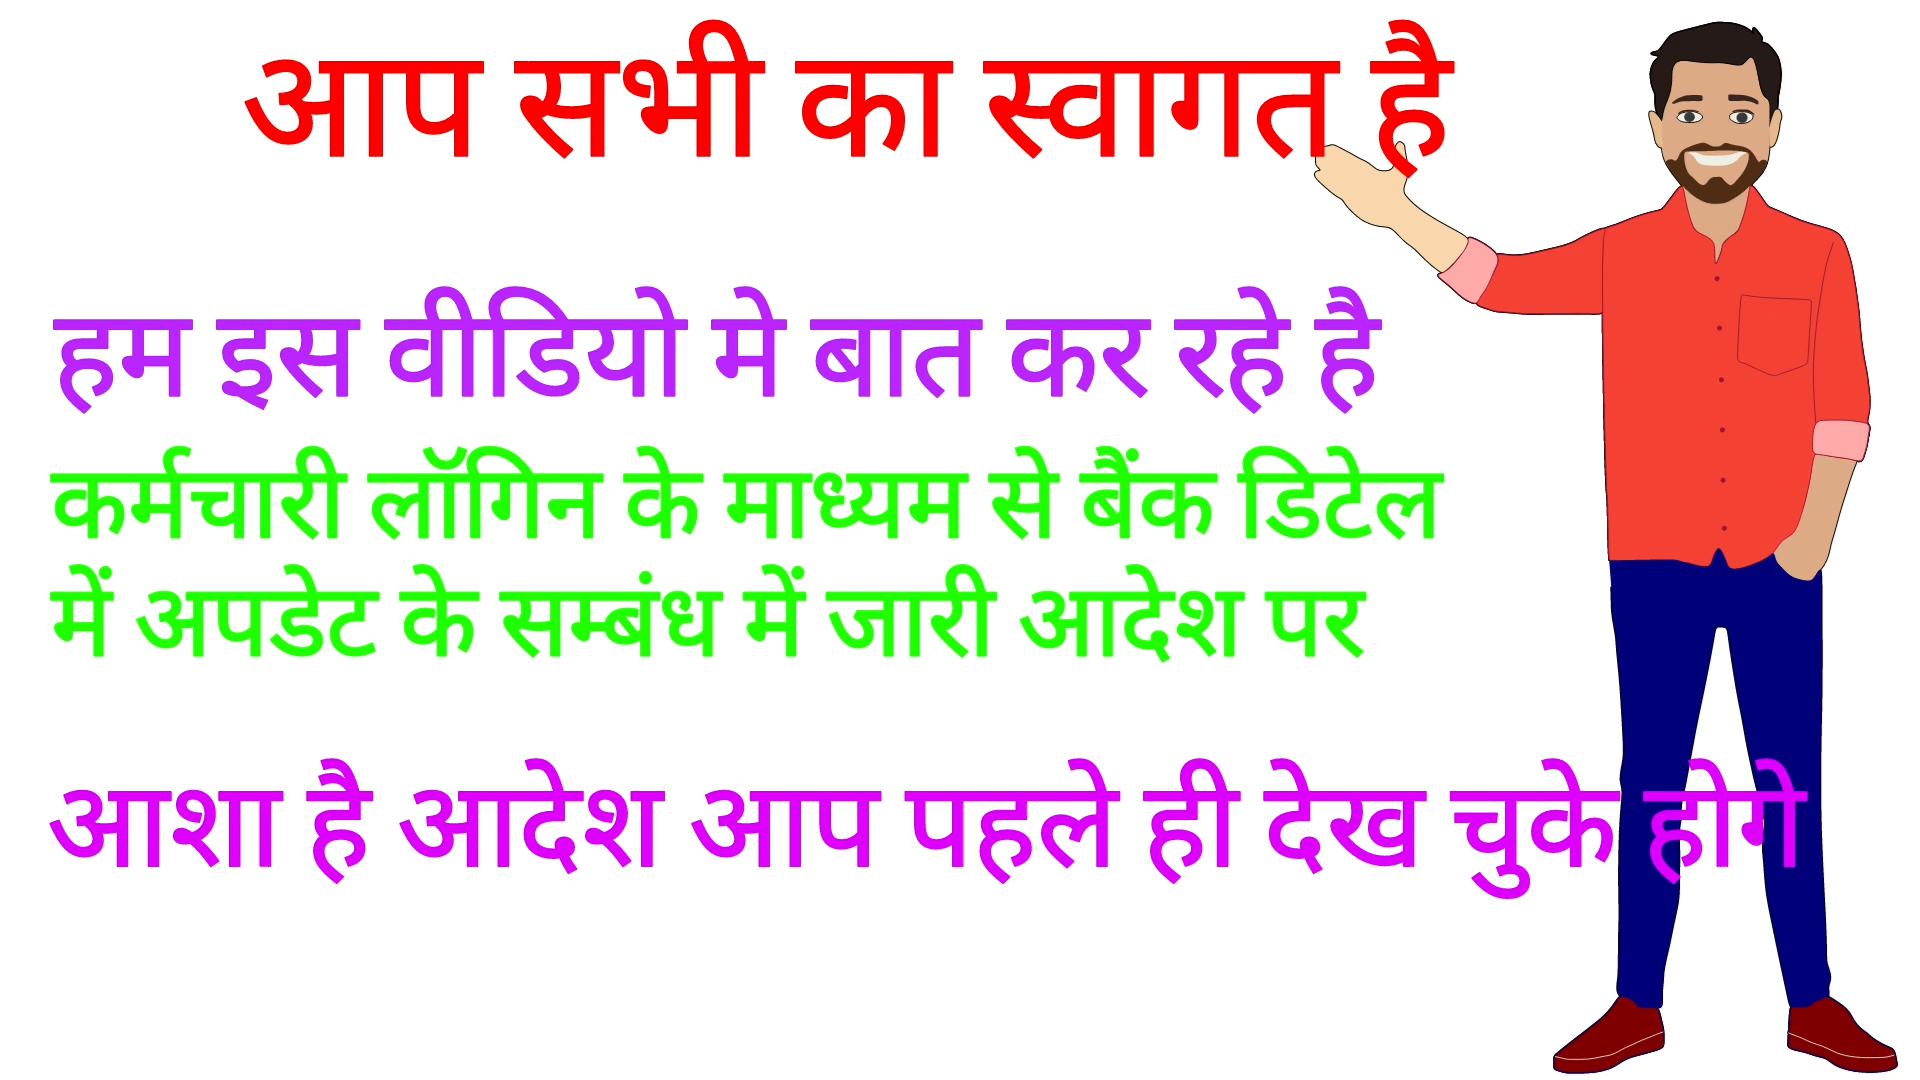 आप सभी का स्वागत है
हम इस वीडियो मे बात कर रहे है
कर्मचारी लॉगिन के माध्यम से बैंक डिटेल
में अपडेट के सम्बंध में जारी आदेश पर
आशा है आदेश आप पहले ही देख चुके होगे